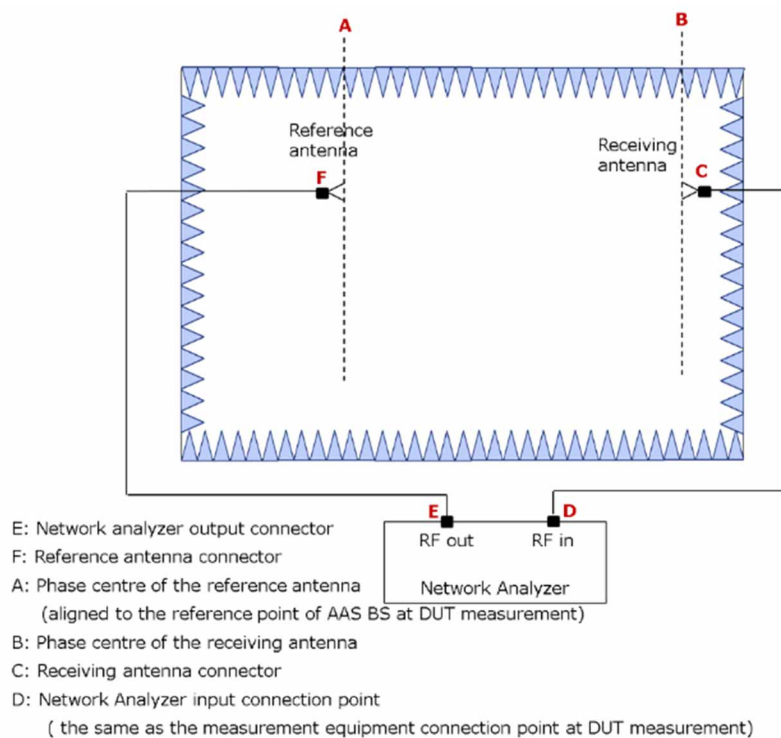 A
B
Reference
antenna
Receiving
antenna
F
C
E
D
RF out
RF in
Network Analyzer
E: Network analyzer output connector
F: Reference antenna connector
A: Phase centre of the reference antenna
(aligned to the reference point of AAS BS at DUT measurement)
B: Phase centre of the receiving antenna
C: Receiving antenna connector
D: Network Analyzer input connection point
( the same as the measurement equipment connection point at DUT measurement)